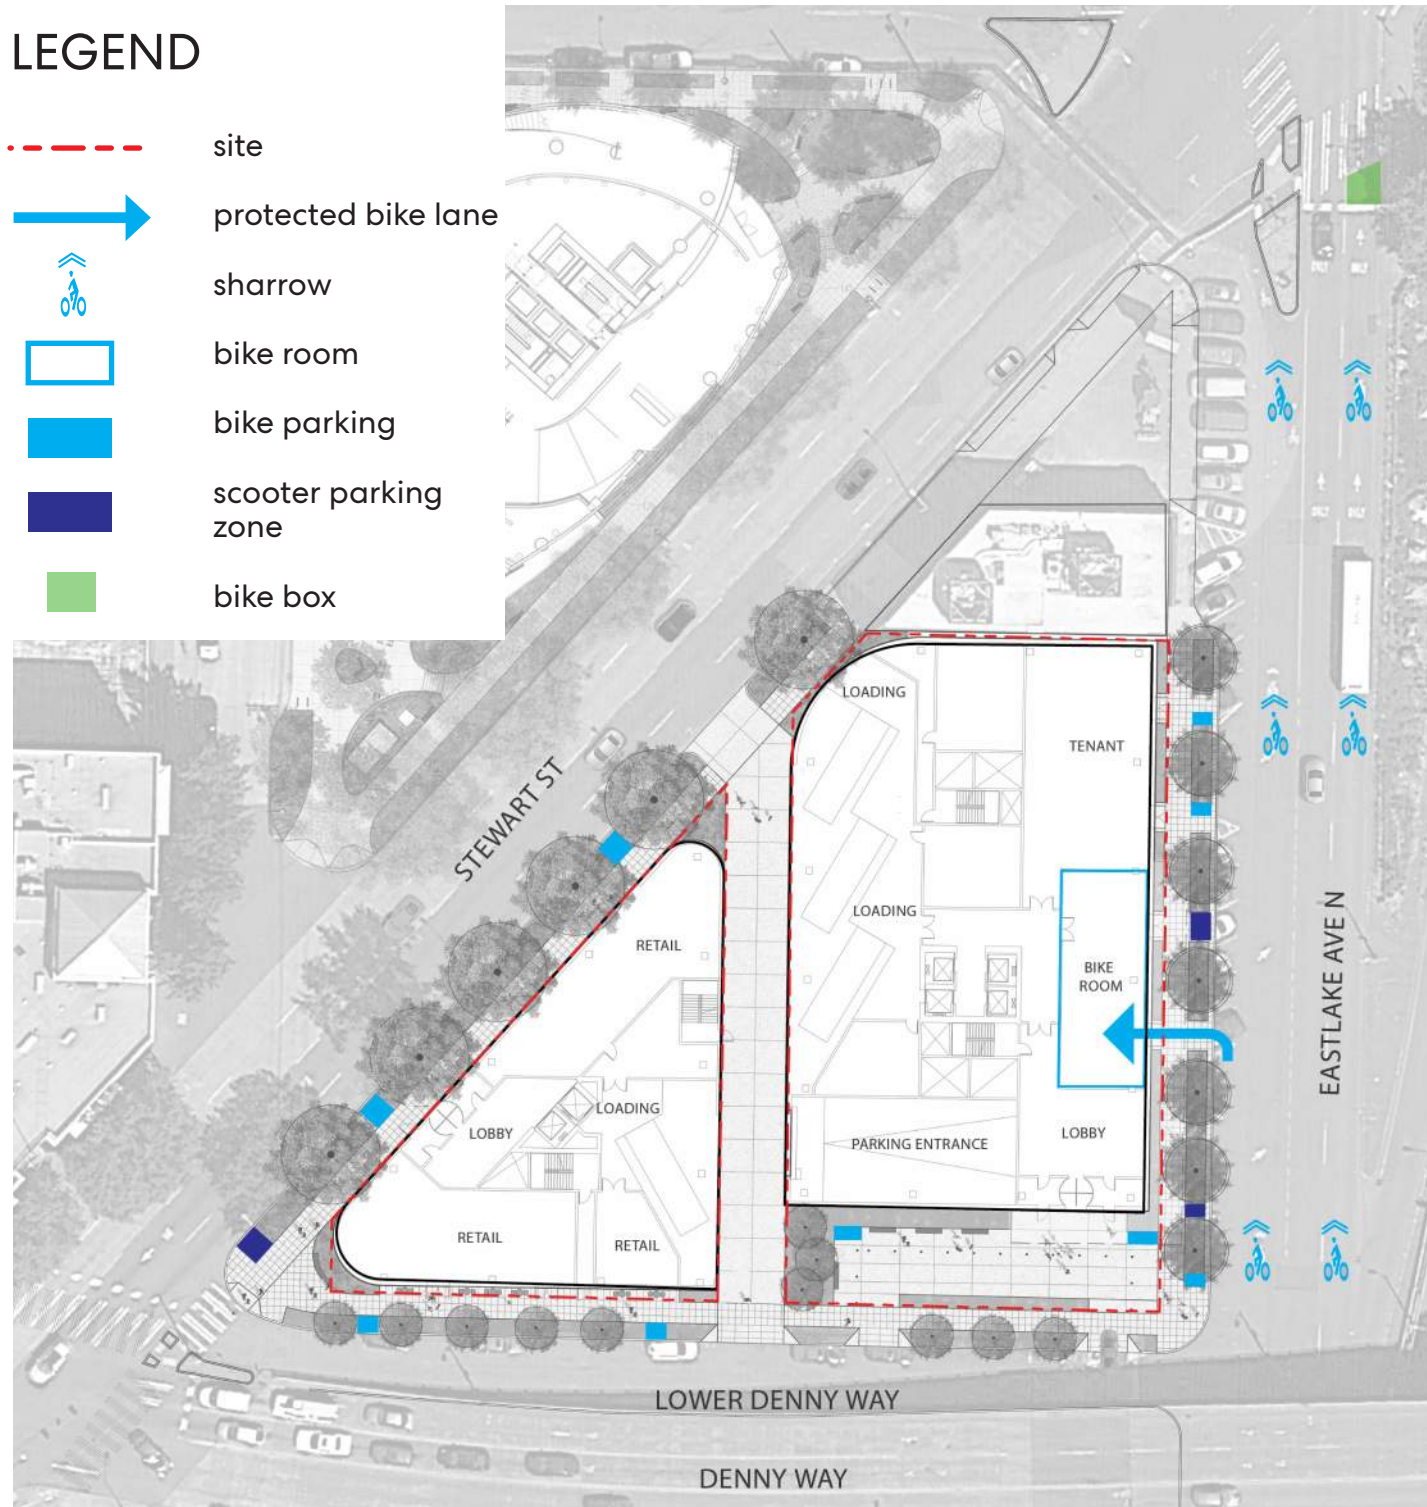 LEGEND
site
protected bike lane
sharrow
bike room
bike parking
scooter parking
zone
bike box
LOADING
TENANT
STEWART ST
RETAIL
LOADING
BIKE
ROOM
EASTLAKE AVE N
LOADING
LOBBY
PARKING ENTRANCE
LOBBY
RETAIL
RETAIL
LOWER DENNY WAY
DENNY WAY